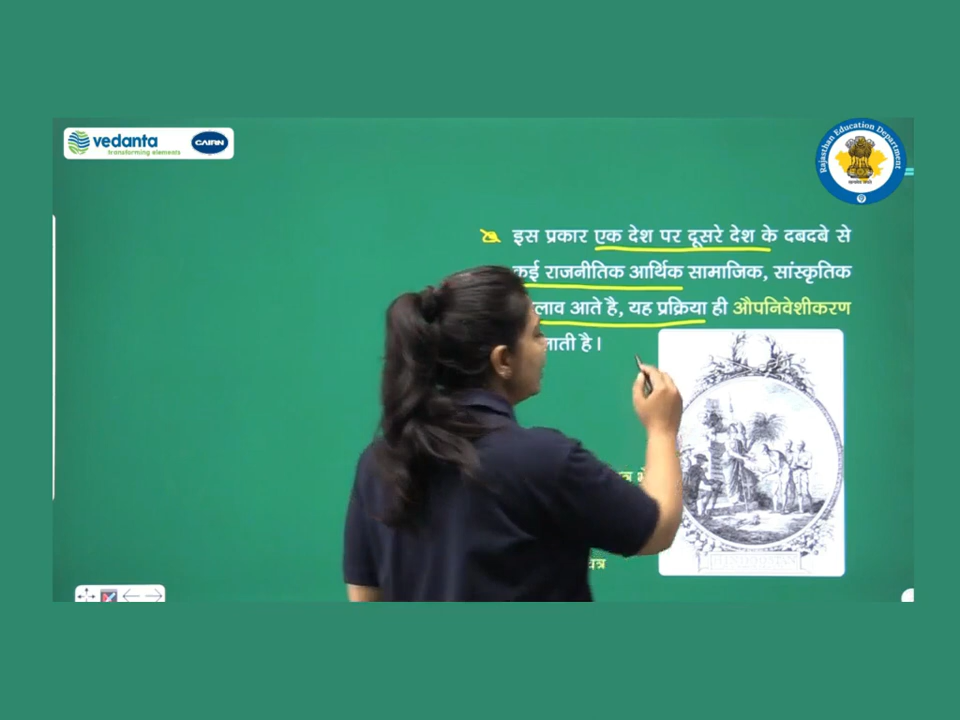 vedanta
transforming elements
CAIRN
Rajasthan Education Department
इस प्रकार एक देश पर दूसरे देश के दबदबे से
कई राजनीतिक आर्थिक सामाजिक, सांस्कृतिक
लाव आते है, यह प्रक्रिया ही औपनिवेशीकरण
लाती है।